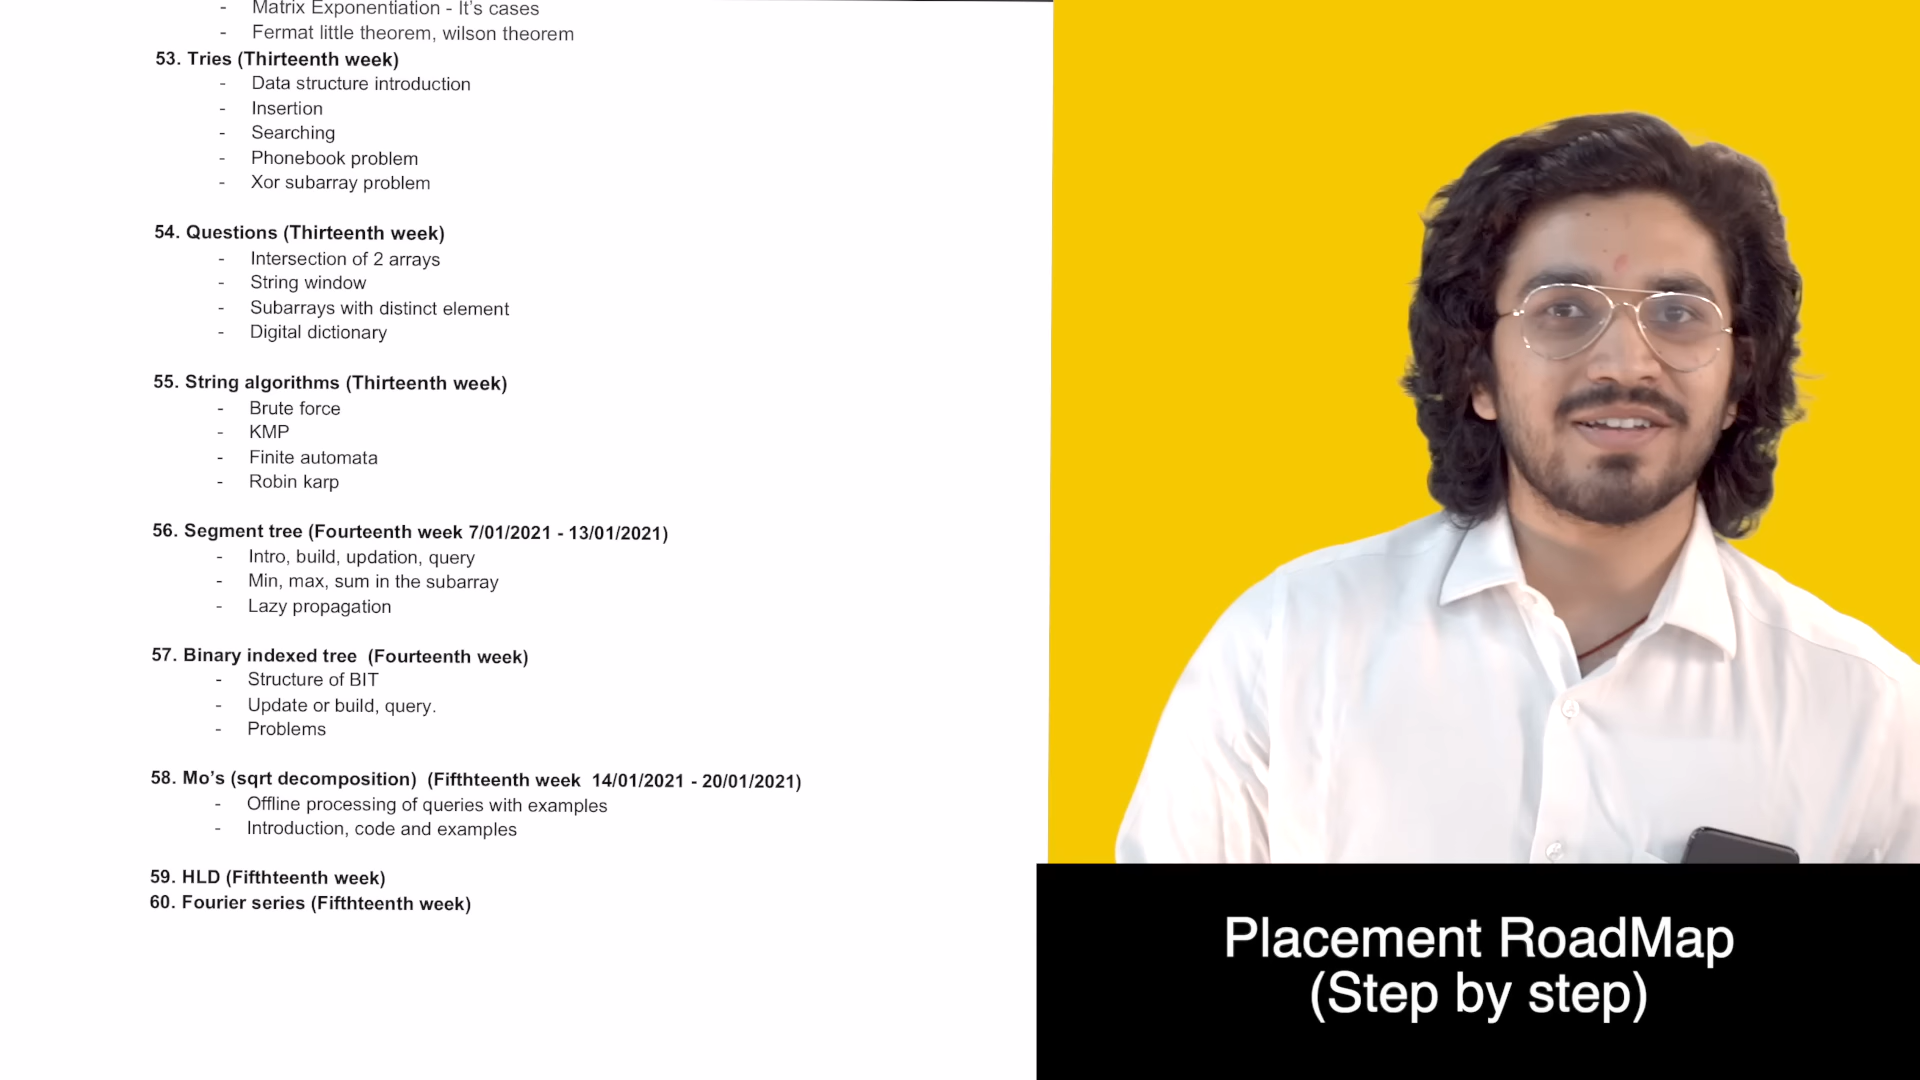 - Matrix Exponentiation - It's cases
- Fermat little theorem, wilson theorem
53. Tries (Thirteenth week)
- Data structure introduction
- Insertion
- Searching
- Phonebook problem
- Xor subarray problem
54. Questions (Thirteenth week)
- Intersection of 2 arrays
- String window
- Subarrays with distinct element
- Digital dictionary
55. String algorithms (Thirteenth week)
- Brute force
- KMP
- Finite automata
- Robin karp
56. Segment tree (Fourteenth week 7/01/2021 - 13/01/2021)
- Intro, build, updation, query
- Min, max, sum in the subarray
- Lazy propagation
57. Binary indexed tree (Fourteenth week)
- Structure of BIT
- Update or build, query.
- Problems
58. Mo's (sqrt decomposition) (Fifthteenth week 14/01/2021 - 20/01/2021)
- Offline processing of queries with examples
- Introduction, code and examples
59. HLD (Fifthteenth week)
60. Fourier series (Fifthteenth week)
Placement RoadMap
(Step by step)